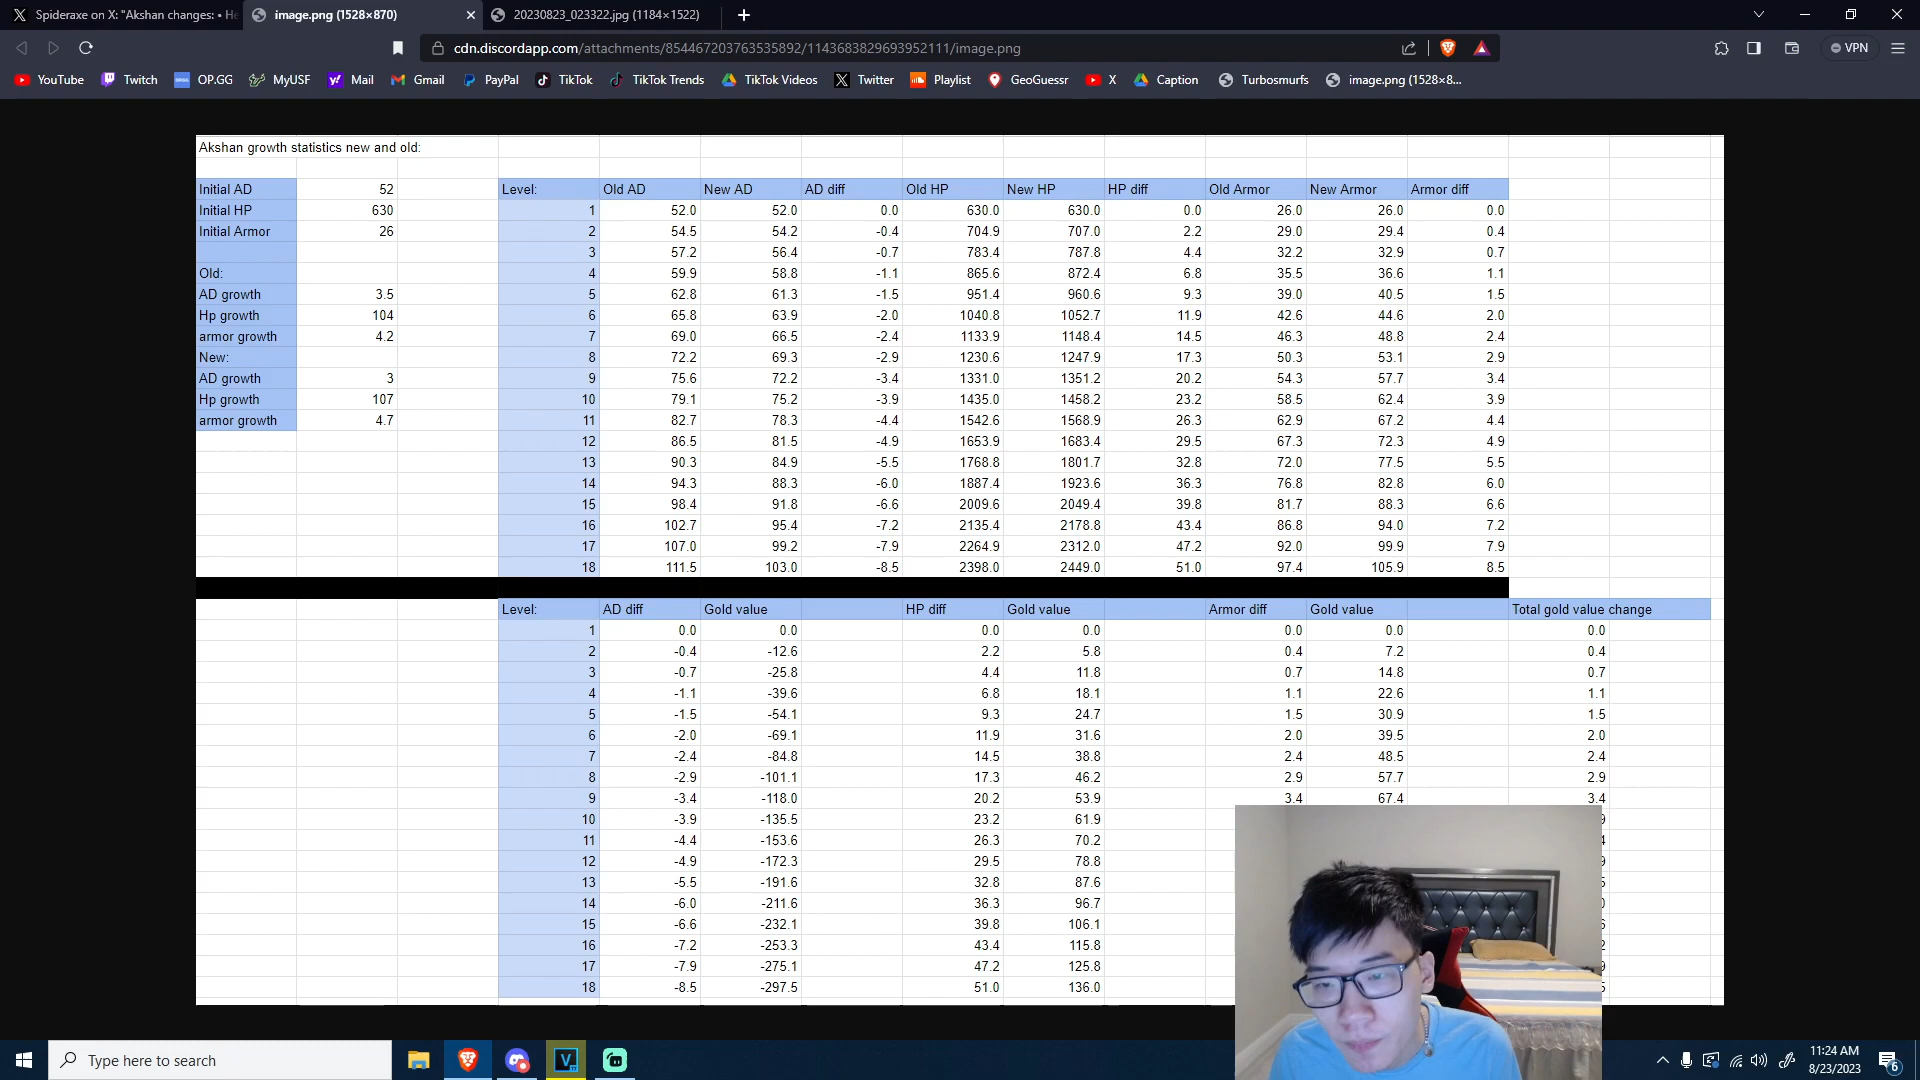 Spideraxe on X: "Akshan changes: • He
image.png (1528×870)
20230823_023322.jpg (1184×1522)
cdn.discordapp.com/attachments/854467203763535892/1143683829693952111/image.png
VPN
YouTube Twitch OP.GG MyUSF Mail Gmail PayPal TikTok TikTok Trends TikTok Videos Twitter Playlist GeoGuessr X Caption Turbosmurfs image.png (1528×8...
Akshan growth statistics new and old:
Initial AD 52 Level: Old AD New AD AD diff Old HP New HP HP diff Old Armor New Armor Armor diff
Initial HP 630 1 52.0 52.0 0.0 630.0 630.0 0.0 26.0 26.0 0.0
Initial Armor 26 2 54.5 54.2 -0.4 704.9 707.0 2.2 29.0 29.4 0.4
3 57.2 56.4 -0.7 783.4 787.8 4.4 32.2 32.9 0.7
Old: 4 59.9 58.8 -1.1 865.6 872.4 6.8 35.5 36.6 1.1
AD growth 3.5 5 62.8 61.3 -1.5 951.4 960.6 9.3 39.0 40.5 1.5
Hp growth 104 6 65.8 63.9 -2.0 1040.8 1052.7 11.9 42.6 44.6 2.0
armor growth 4.2 7 69.0 66.5 -2.4 1133.9 1148.4 14.5 46.3 48.8 2.4
New: 8 72.2 69.3 -2.9 1230.6 1247.9 17.3 50.3 53.1 2.9
AD growth 3 9 75.6 72.2 -3.4 1331.0 1351.2 20.2 54.3 57.7 3.4
Hp growth 107 10 79.1 75.2 -3.9 1435.0 1458.2 23.2 58.5 62.4 3.9
armor growth 4.7 11 82.7 78.3 -4.4 1542.6 1568.9 26.3 62.9 67.2 4.4
12 86.5 81.5 -4.9 1653.9 1683.4 29.5 67.3 72.3 4.9
13 90.3 84.9 -5.5 1768.8 1801.7 32.8 72.0 77.5 5.5
14 94.3 88.3 -6.0 1887.4 1923.6 36.3 76.8 82.8 6.0
15 98.4 91.8 -6.6 2009.6 2049.4 39.8 81.7 88.3 6.6
16 102.7 95.4 -7.2 2135.4 2178.8 43.4 86.8 94.0 7.2
17 107.0 99.2 -7.9 2264.9 2312.0 47.2 92.0 99.9 7.9
18 111.5 103.0 -8.5 2398.0 2449.0 51.0 97.4 105.9 8.5
Level: AD diff Gold value HP diff Gold value Armor diff Gold value Total gold value change
1 0.0 0.0 0.0 0.0 0.0 0.0 0.0
2 -0.4 -12.6 2.2 5.8 0.4 7.2 0.4
3 -0.7 -25.8 4.4 11.8 0.7 14.8 0.7
4 -1.1 -39.6 6.8 18.1 1.1 22.6 1.1
5 -1.5 -54.1 9.3 24.7 1.5 30.9 1.5
6 -2.0 -69.1 11.9 31.6 2.0 39.5 2.0
7 -2.4 -84.8 14.5 38.8 2.4 48.5 2.4
8 -2.9 -101.1 17.3 46.2 2.9 57.7 2.9
9 -3.4 -118.0 20.2 53.9 3.4 67.4 3.4
10 -3.9 -135.5 23.2 61.9
11 -4.4 -153.6 26.3 70.2
12 -4.9 -172.3 29.5 78.8
13 -5.5 -191.6 32.8 87.6
14 -6.0 -211.6 36.3 96.7
15 -6.6 -232.1 39.8 106.1
16 -7.2 -253.3 43.4 115.8
17 -7.9 -275.1 47.2 125.8
18 -8.5 -297.5 51.0 136.0
Type here to search
11:24 AM
8/23/2023
6